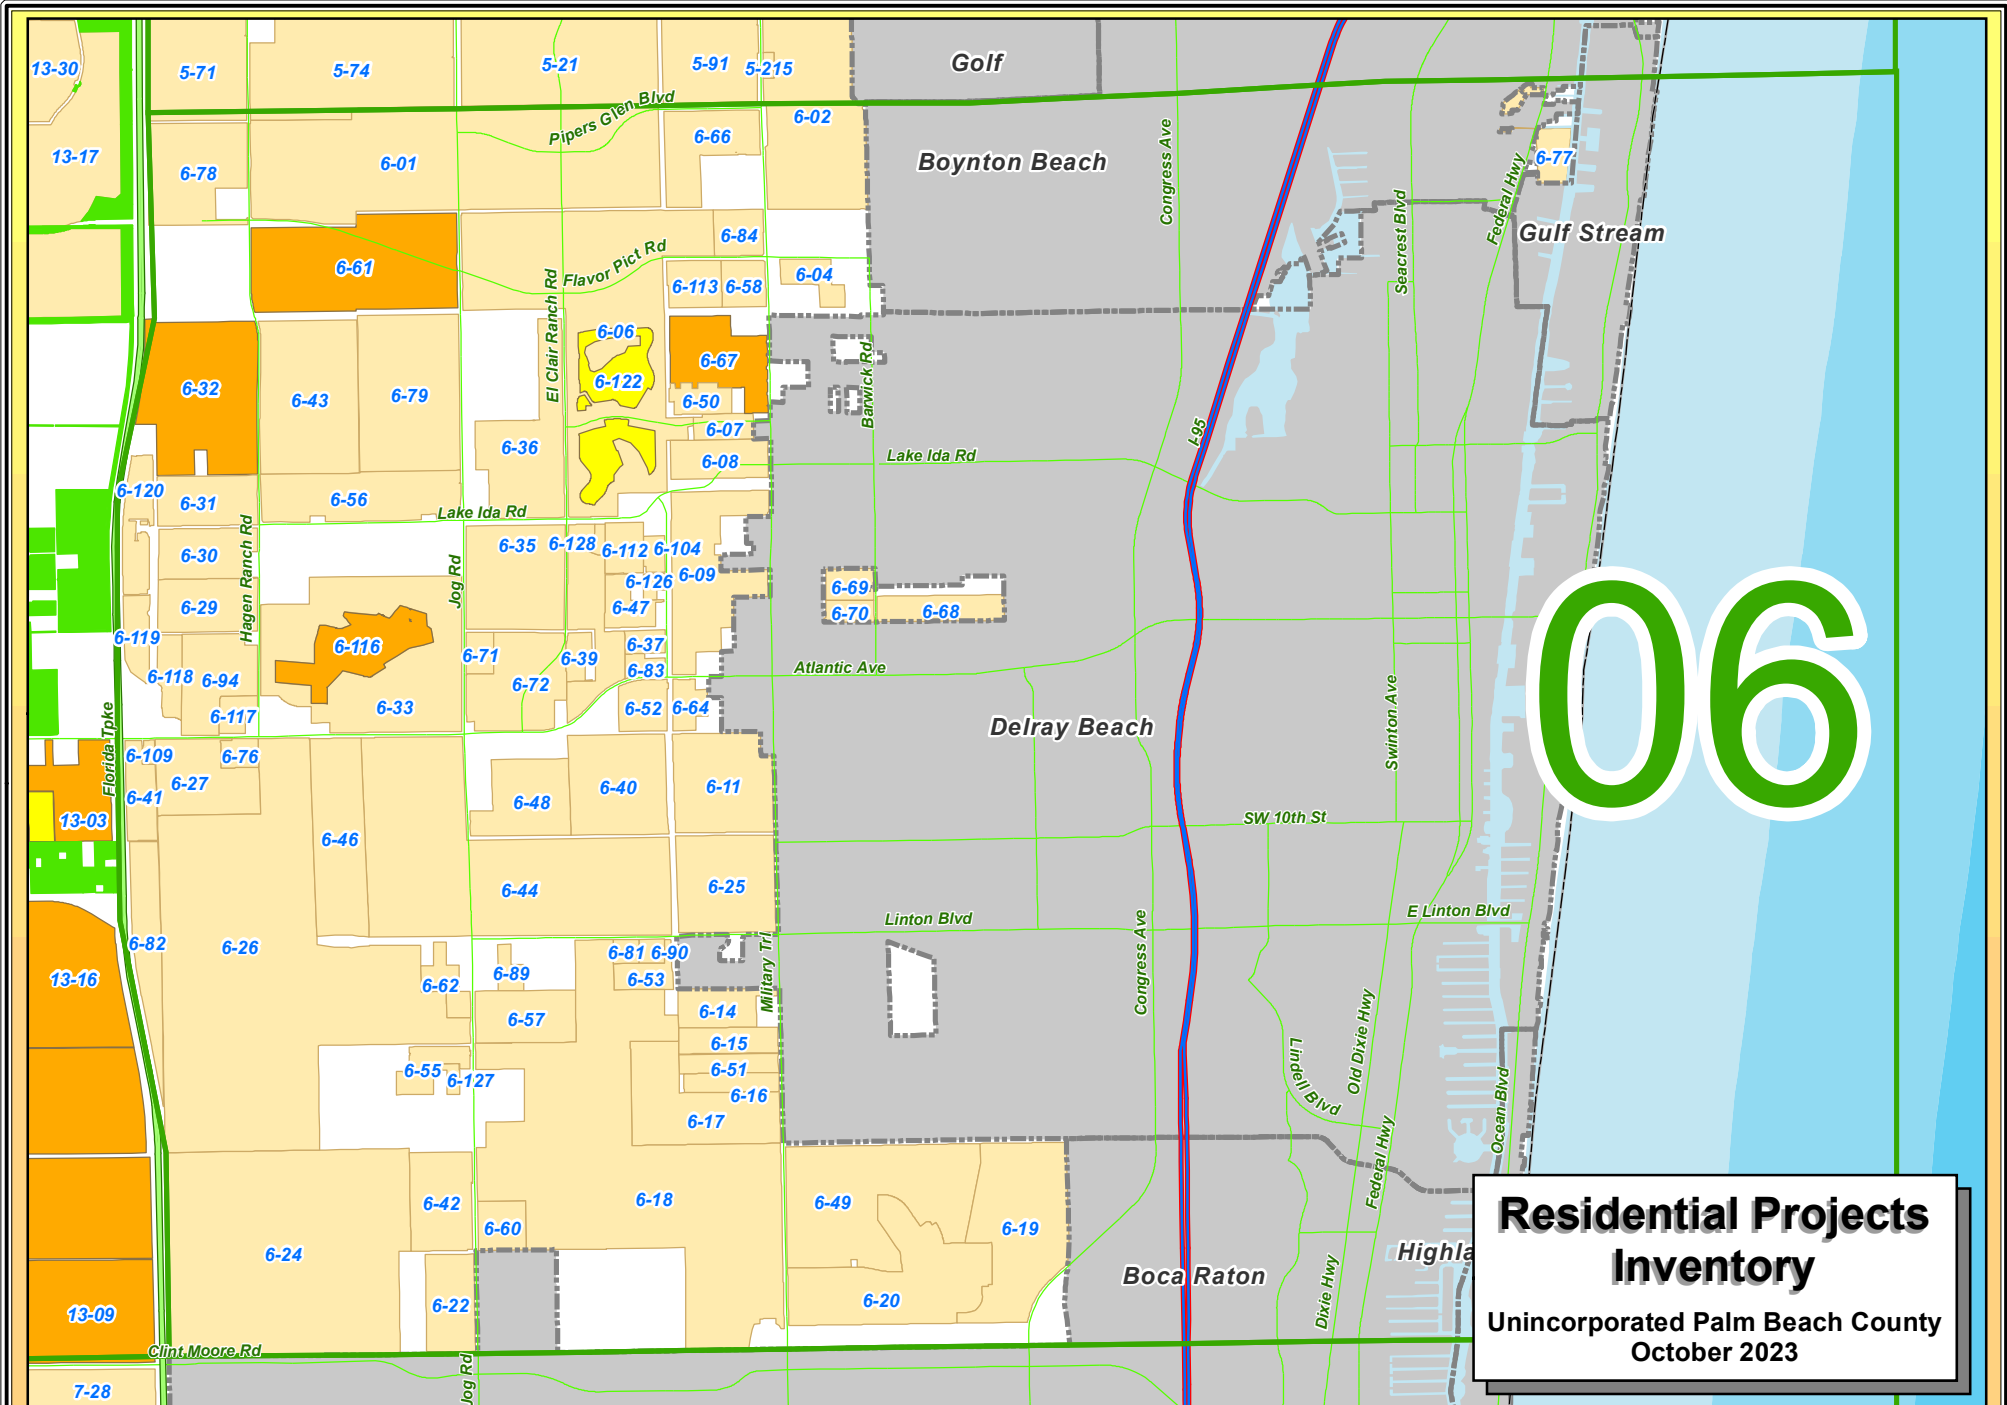 13-30
5-71
5-74
5-21
5-91
5-215
Golf
Pipers Glen Blvd
6-02
6-66
13-17
6-78
6-01
Boynton Beach
Congress Ave
6-77
Federal Hwy
Seacrest Blvd
Gulf Stream
6-84
Flavor Pict Rd
6-61
6-113
6-58
6-04
El Clair Ranch Rd
6-06
6-67
6-122
6-32
6-43
6-79
6-50
Barwick Rd
6-07
6-36
6-08
Lake Ida Rd
I-95
6-120
6-31
6-56
Lake Ida Rd
Hagen Ranch Rd
6-30
6-35
6-128
6-112
6-104
Jog Rd
6-126
6-09
6-69
6-70
6-68
6-29
6-47
06
6-119
6-116
6-71
6-39
6-37
6-83
Atlantic Ave
6-118
6-94
6-72
6-33
6-117
6-52
6-64
Delray Beach
Swinton Ave
Florida Tpke
6-109
6-76
6-27
6-41
6-48
6-40
6-11
13-03
6-46
SW 10th St
6-44
6-25
Linton Blvd
E Linton Blvd
6-82
6-26
6-81
6-90
Military Trl
Congress Ave
13-16
6-62
6-89
6-53
6-57
6-14
6-15
Old Dixie Hwy
Lindell Blvd
6-55
6-127
6-51
6-16
6-17
Ocean Blvd
Federal Hwy
6-42
6-18
6-49
6-60
6-19
6-24
Boca Raton
Highla
6-22
6-20
Dixie Hwy
13-09
Clint Moore Rd
Jog Rd
7-28
Residential Projects
Inventory
Unincorporated Palm Beach County
October 2023